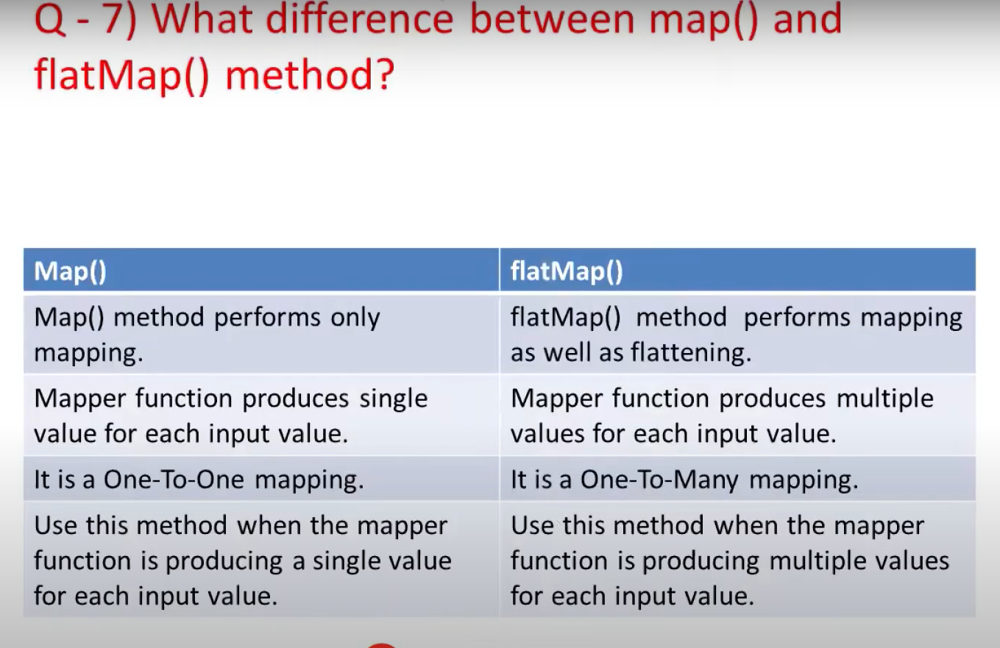 Q - 7) What difference between map() and
flatMap() method?
Map()
flatMap()
Map() method performs only
mapping.
flatMap() method performs mapping
as well as flattening.
Mapper function produces single
value for each input value.
Mapper function produces multiple
values for each input value.
It is a One-To-One mapping.
It is a One-To-Many mapping.
Use this method when the mapper
function is producing a single value
for each input value.
Use this method when the mapper
function is producing multiple values
for each input value.